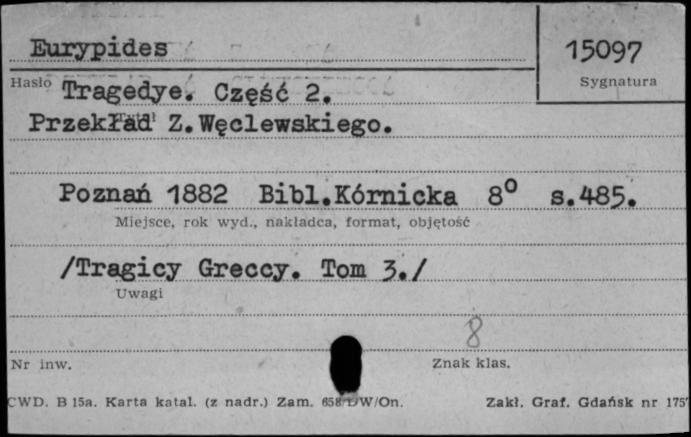 Eurypides
15097
Hasło
Sygnatura
Tragedye. Część 2.
Przekład Z.Węclewskiego.
Poznań 1882 Bibl.Kórnicka 8° s.485.
Miejsce, rok wyd., nakładca, format, objętość
/Tragicy Greccy. Tom 3./
Uwagi
8
Nr inw.
Znak klas.
CWD. B 15a. Karta katal. (z nadr.) Zam. 658/D/W/On.
Zakł. Graf. Gdańsk nr 175